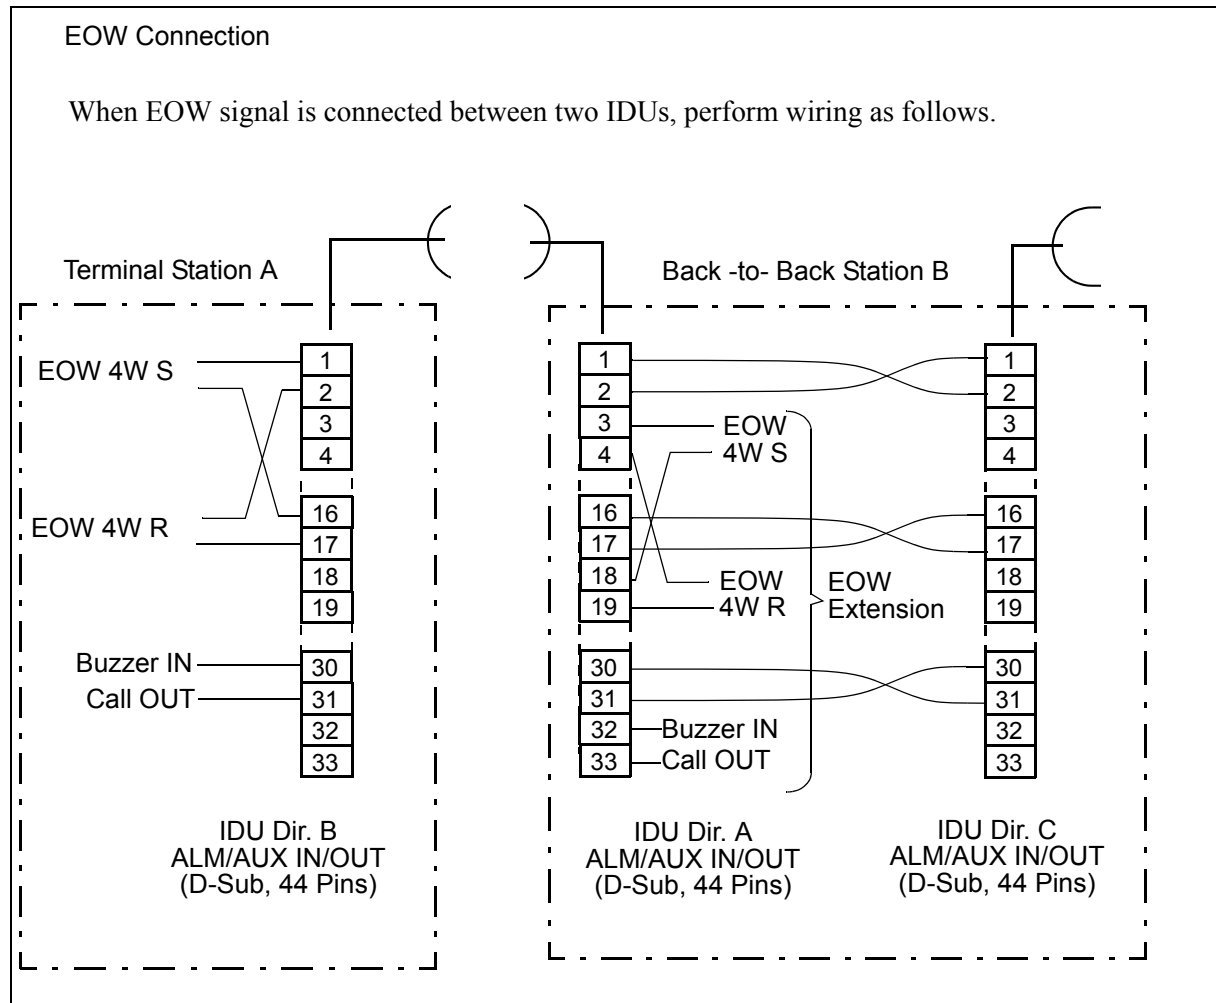 EOW Connection
When EOW signal is connected between two IDUs, perform wiring as follows.
Terminal Station A
EOW 4W S
EOW 4W R
Buzzer IN
Call OUT
1
2
3
4
16
17
18
19
30
31
32
33
IDU Dir. B
ALM/AUX IN/OUT
(D-Sub, 44 Pins)
Back -to- Back Station B
1
2
3
4
16
17
18
19
30
31
32
33
EOW
4W S
EOW
4W R
Buzzer IN
Call OUT
EOW
Extension
IDU Dir. A
ALM/AUX IN/OUT
(D-Sub, 44 Pins)
1
2
3
4
16
17
18
19
30
31
32
33
IDU Dir. C
ALM/AUX IN/OUT
(D-Sub, 44 Pins)